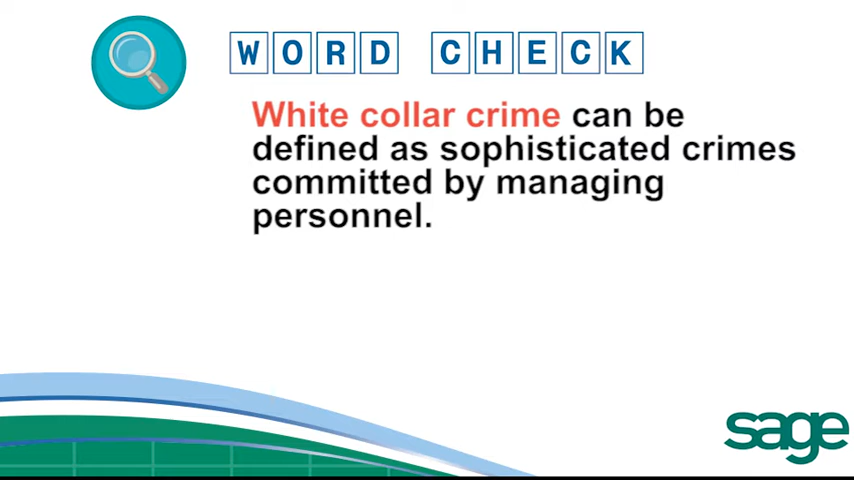 WORD CHECK
White collar crime can be
defined as sophisticated crimes
committed by managing
personnel.
sage